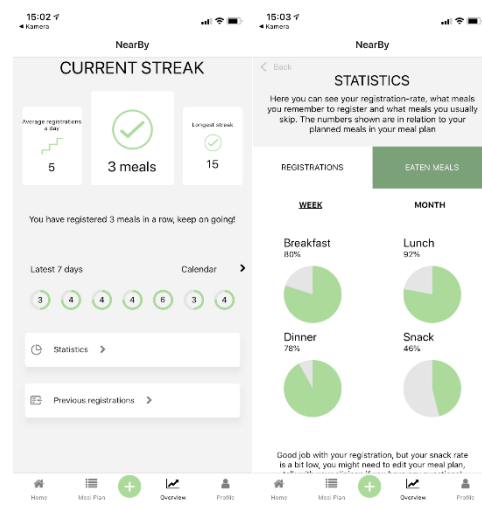 15:02
Kamera
NearBy
CURRENT STREAK
Average registrations
a day
5
3 meals
Longest streak
15
You have registered 3 meals in a row, keep on going!
Latest 7 days
Calendar
3 4 4 4 6 3 4
Statistics
Previous registrations
Home
Meal Plan
Overview
Profile
15:03
Kamera
NearBy
Back
STATISTICS
Here you can see your registration-rate, what meals
you remember to register and what meals you usually
skip. The numbers shown are in relation to your
planned meals in your meal plan
REGISTRATIONS
EATEN MEALS
WEEK
MONTH
Breakfast
80%
Lunch
92%
Dinner
78%
Snack
46%
Good job with your registration, but your snack rate
is a bit low, you might need to edit your meal plan,
Home
Meal Plan
Overview
Profile